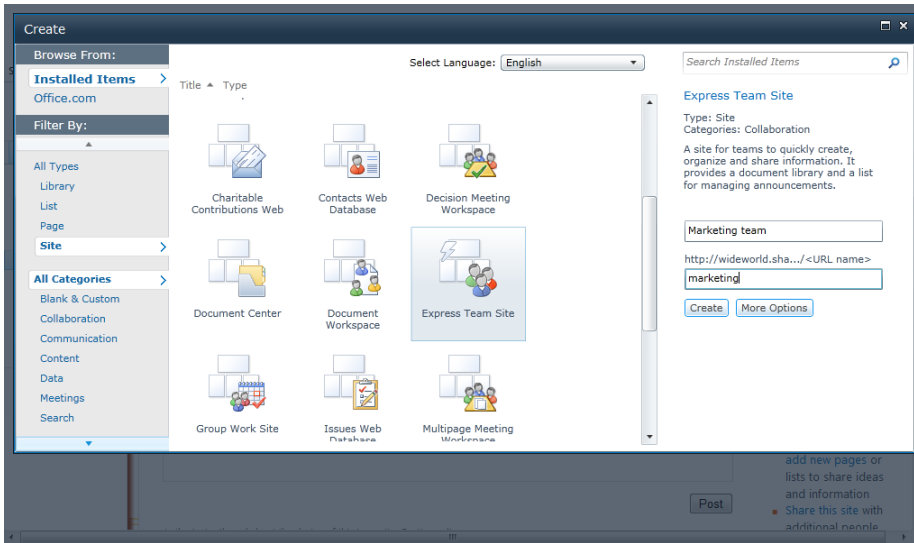 Create
Browse From:
Installed Items
Office.com
Filter By:
All Types
Library
List
Page
Site
All Categories
Blank & Custom
Collaboration
Communication
Content
Data
Meetings
Search
Select Language: English
Title Type
Charitable
Contributions Web
Contacts Web
Database
Decision Meeting
Workspace
Document Center
Document
Workspace
Express Team Site
Group Work Site
Issues Web
Database
Multipage Meeting
Workspace
Search Installed Items
Express Team Site
Type: Site
Categories: Collaboration
A site for teams to quickly create,
organize and share information. It
provides a document library and a list
for managing announcements.
Marketing team
http://wideworld.sha.../<URL name>
marketing
Create
More Options
add new pages or
lists to share ideas
and information
Share this site with
additional people
Post